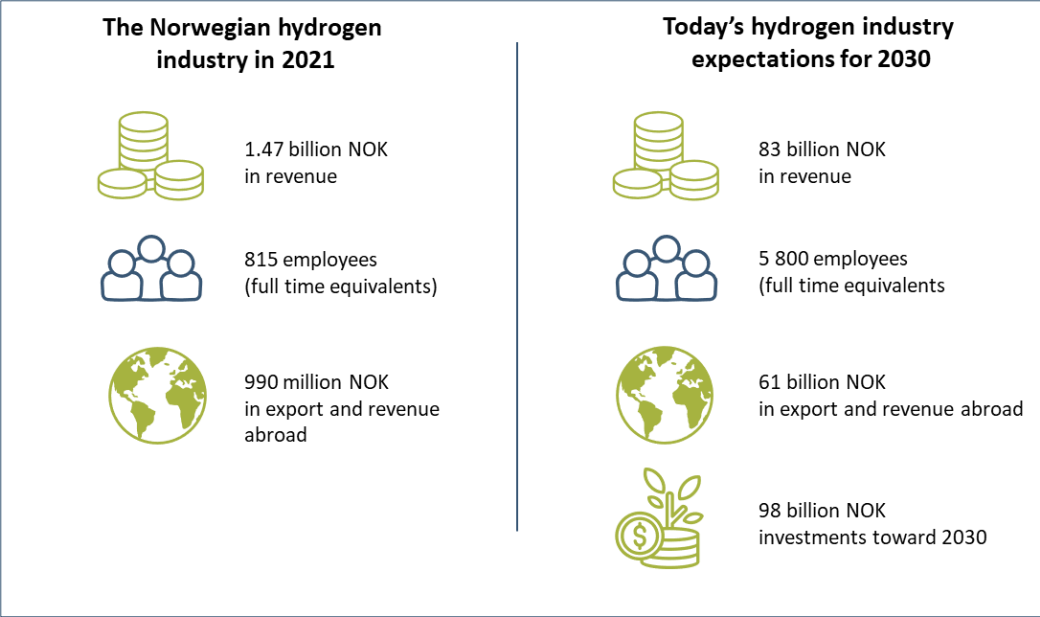 The Norwegian hydrogen
industry in 2021
1.47 billion NOK
in revenue
815 employees
(full time equivalents)
990 million NOK
in export and revenue
abroad
Today’s hydrogen industry
expectations for 2030
83 billion NOK
in revenue
5 800 employees
(full time equivalents
61 billion NOK
in export and revenue abroad
$
98 billion NOK
investments toward 2030